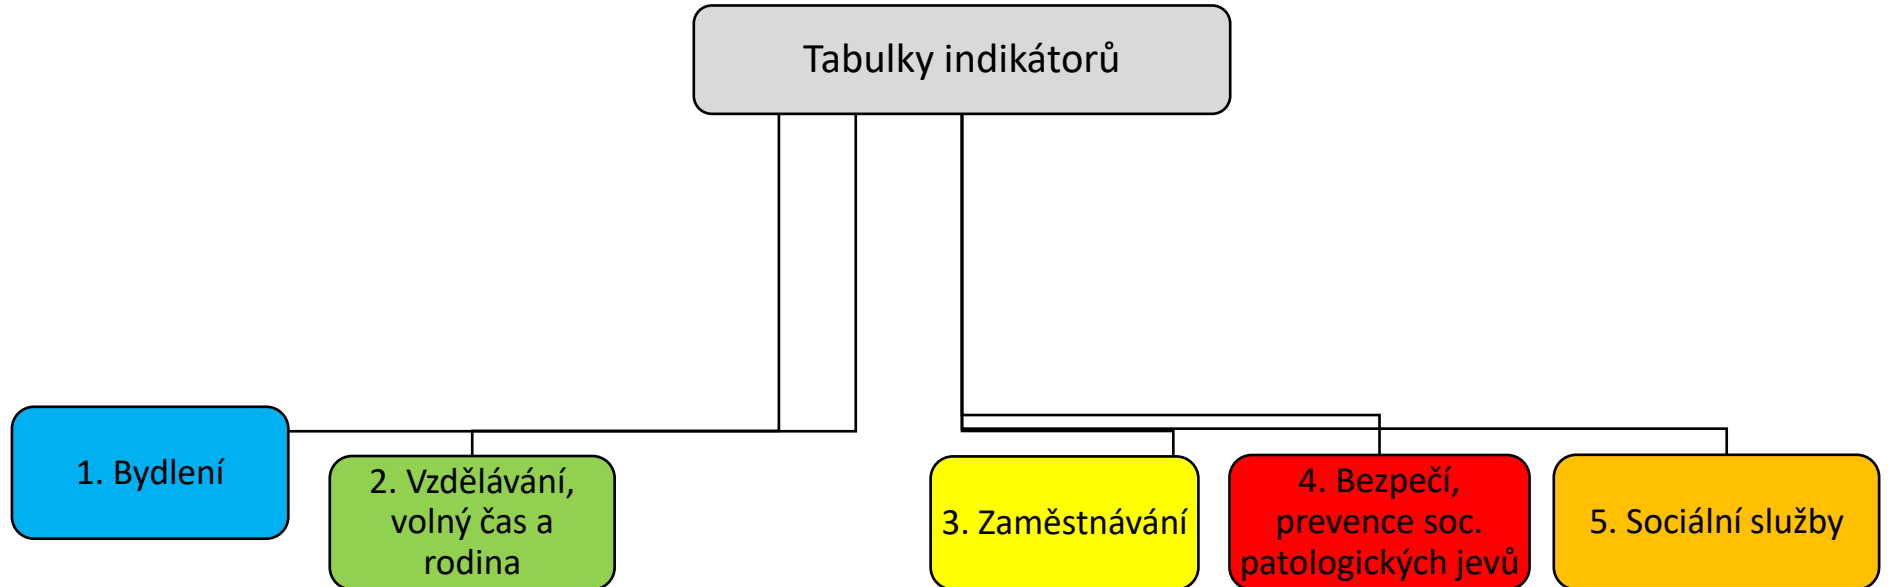 Tabulky indikátorů
1. Bydlení
2. Vzdělávání,
volný čas a
rodina
3. Zaměstnávání
4. Bezpečí,
prevence soc.
patologických jevů
5. Sociální služby